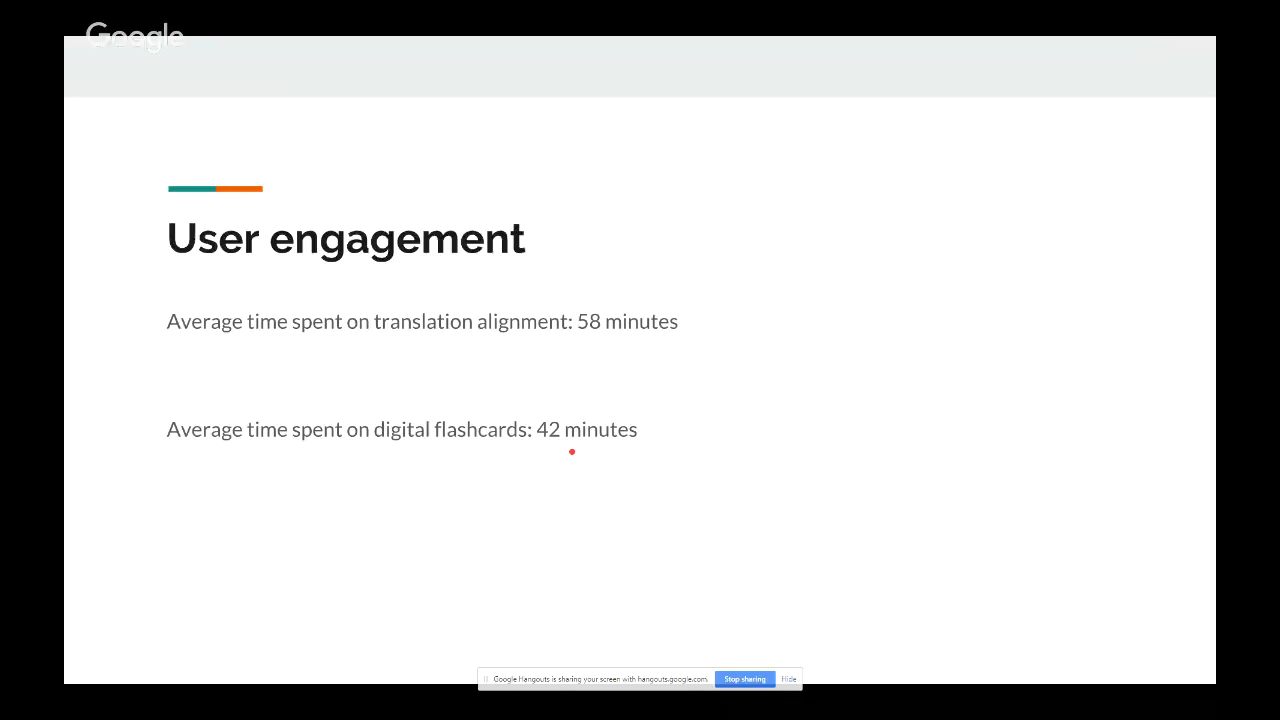 Google
User engagement
Average time spent on translation alignment: 58 minutes
Average time spent on digital flashcards: 42 minutes
Google Hangouts is sharing your screen with hangouts.google.com. Stop sharing Hide